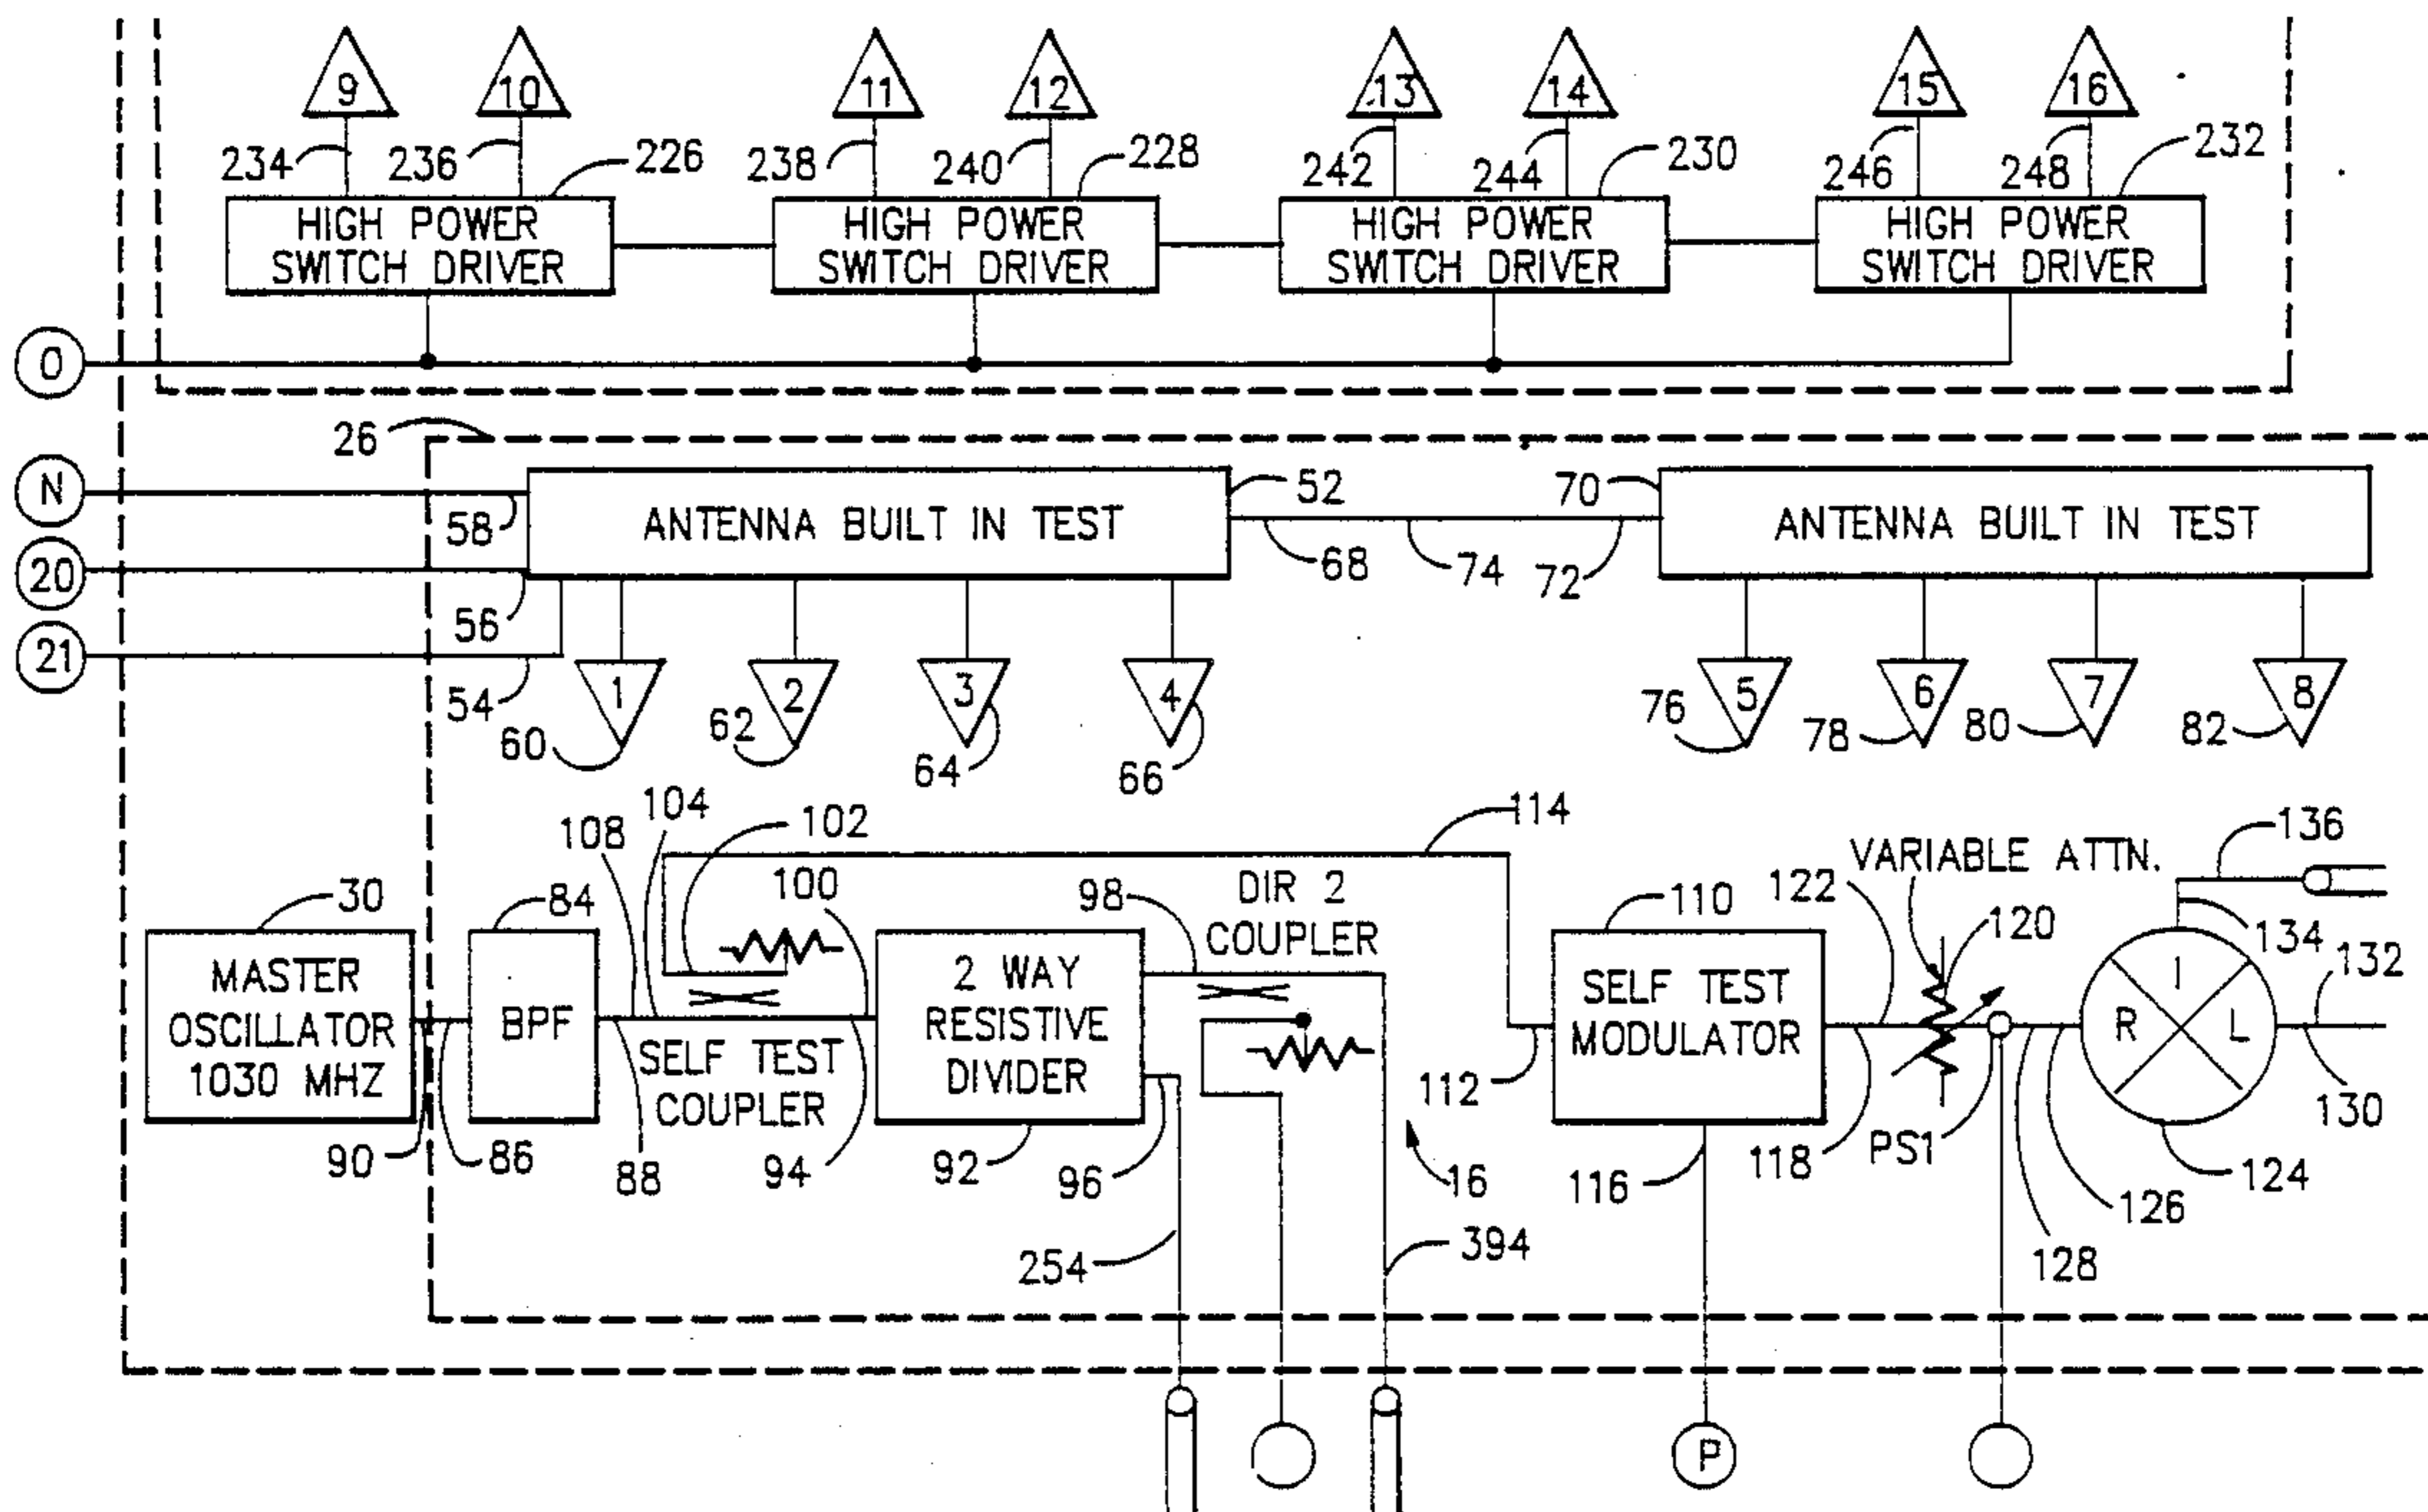 9 10 11 12 13 14 15 16
234 236 226 238 240 228 242 244 230 246 248 232
HIGH POWER HIGH POWER HIGH POWER HIGH POWER
SWITCH DRIVER SWITCH DRIVER SWITCH DRIVER SWITCH DRIVER
O
26
N 58 52 70
ANTENNA BUILT IN TEST ANTENNA BUILT IN TEST
68 74 72
20 56
21 54
1 2 3 4 5 6 7 8
60 62 64 66 76 78 80 82
108 104 102 114
136
VARIABLE ATTN.
30 84 100 98 DIR 2 110 122 120 134 132
COUPLER
MASTER
OSCILLATOR
1030 MHZ
BPF
SELF TEST
COUPLER
2 WAY
RESISTIVE
DIVIDER
SELF TEST
MODULATOR
I
R L
90 86 88 94 92 96 16 112 116 118 PS1 128 126 124 130
254 394
P